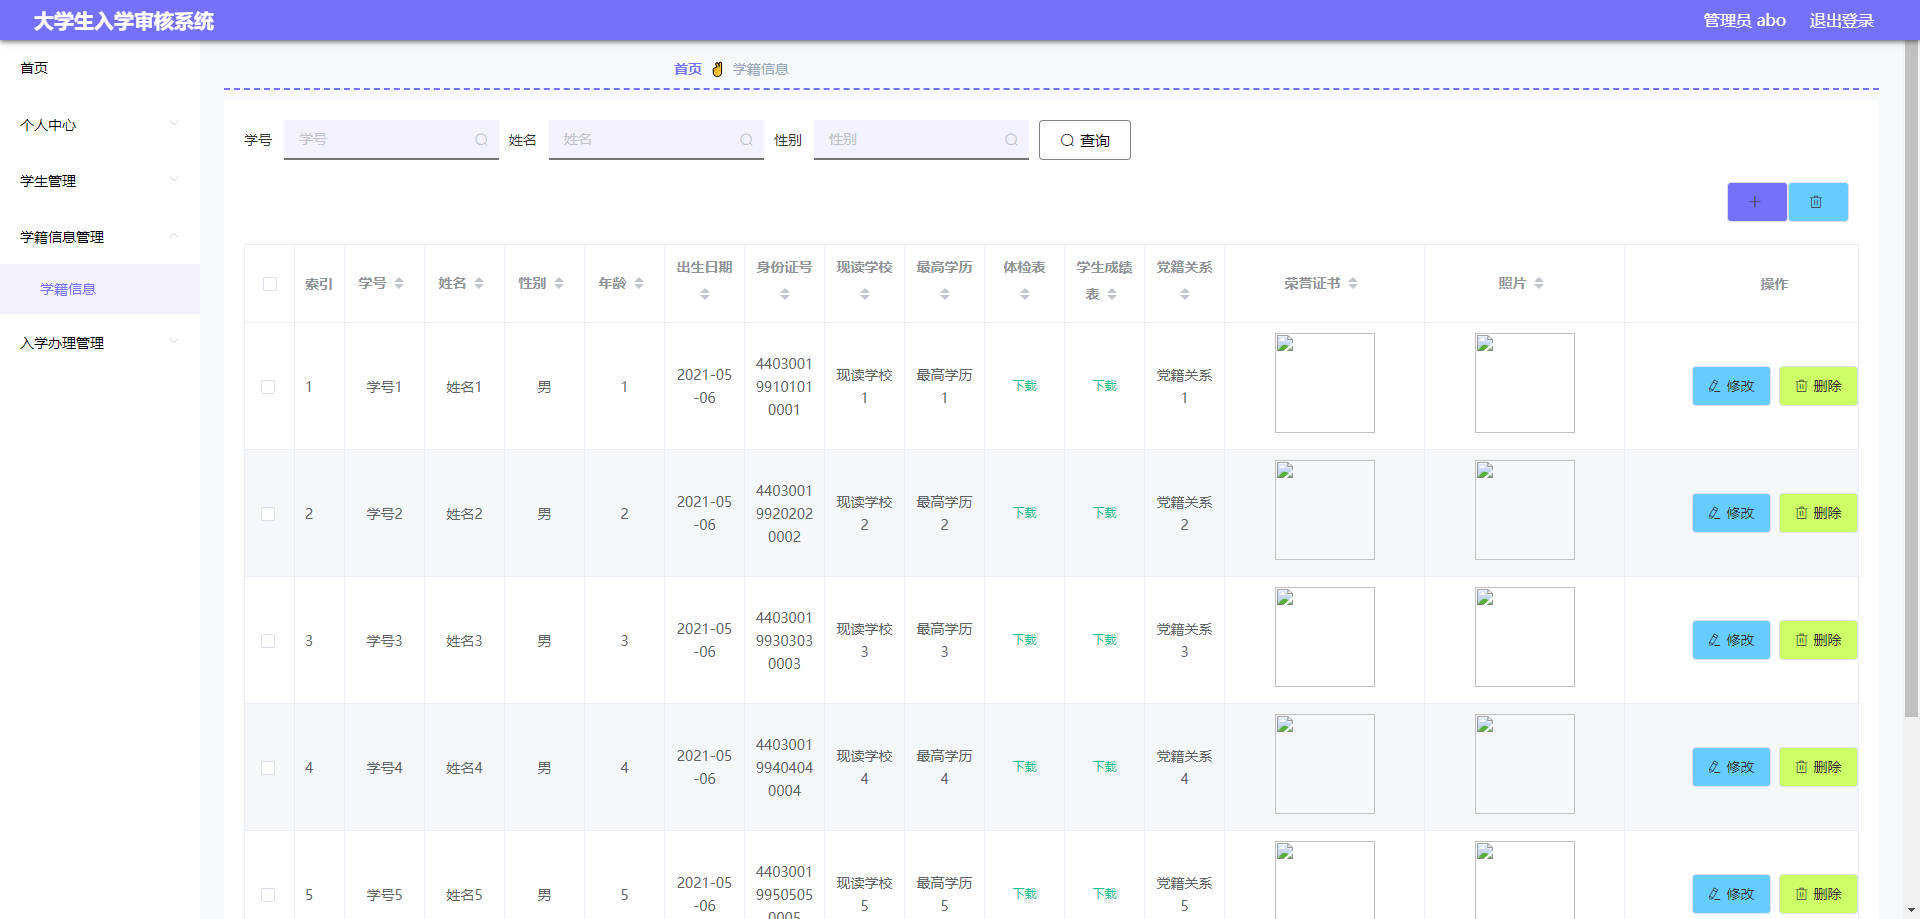 大学生入学审核系统
管理员 abo 退出登录
首页
个人中心
学生管理
学籍信息管理
学籍信息
入学办理管理
首页 学籍信息
学号 学号 姓名 姓名 性别 性别 查询
索引 学号 姓名 性别 年龄 出生日期 身份证号 现读学校 最高学历 体检表 学生成绩表 党籍关系 荣誉证书 照片 操作
1 学号1 姓名1 男 1 2021-05-06 440300199101010001 现读学校1 最高学历1 下载 下载 党籍关系1 修改 删除
2 学号2 姓名2 男 2 2021-05-06 440300199202020002 现读学校2 最高学历2 下载 下载 党籍关系2 修改 删除
3 学号3 姓名3 男 3 2021-05-06 440300199303030003 现读学校3 最高学历3 下载 下载 党籍关系3 修改 删除
4 学号4 姓名4 男 4 2021-05-06 440300199404040004 现读学校4 最高学历4 下载 下载 党籍关系4 修改 删除
5 学号5 姓名5 男 5 2021-05-06 440300199505050005 现读学校5 最高学历5 下载 下载 党籍关系5 修改 删除